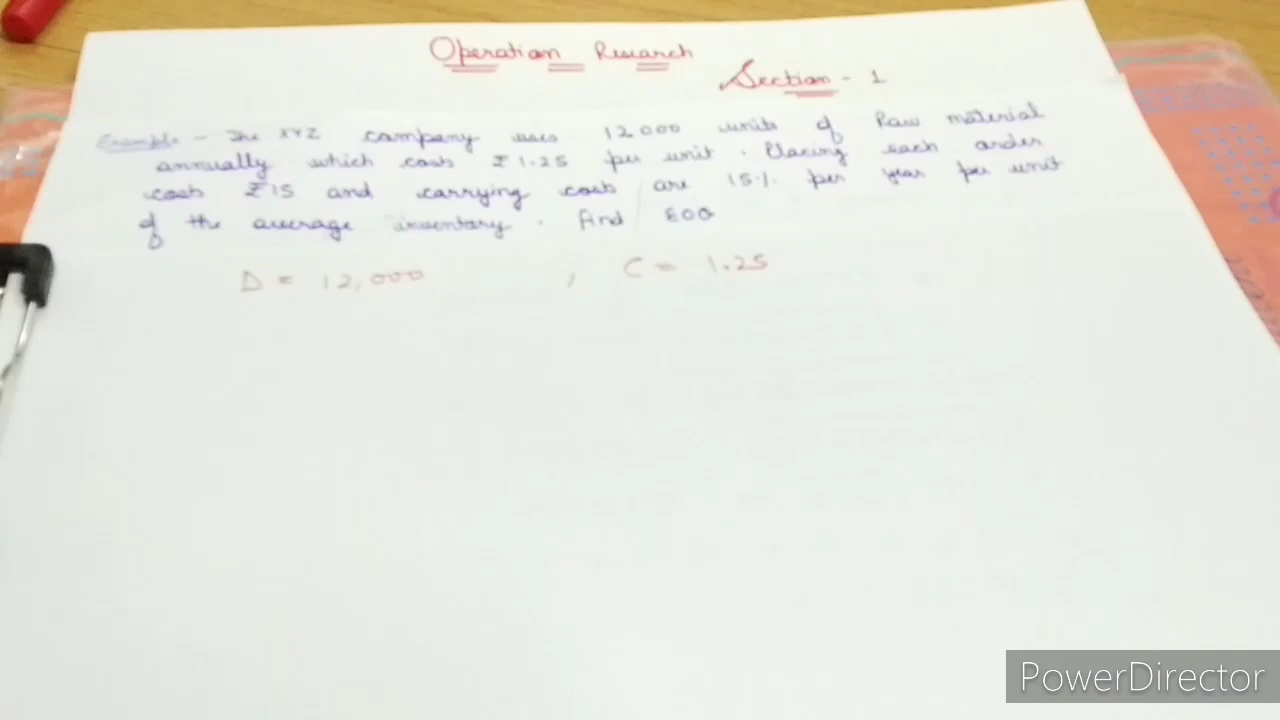 Operation Research
Section - 1
Example - The XYZ company uses 12000 units of Raw material
annually which costs ₹1.25 per unit. Placing each order
costs ₹15 and carrying costs are 15% per year per unit
of the average inventory. Find EOQ
D = 12,000 , C = 1.25
PowerDirector